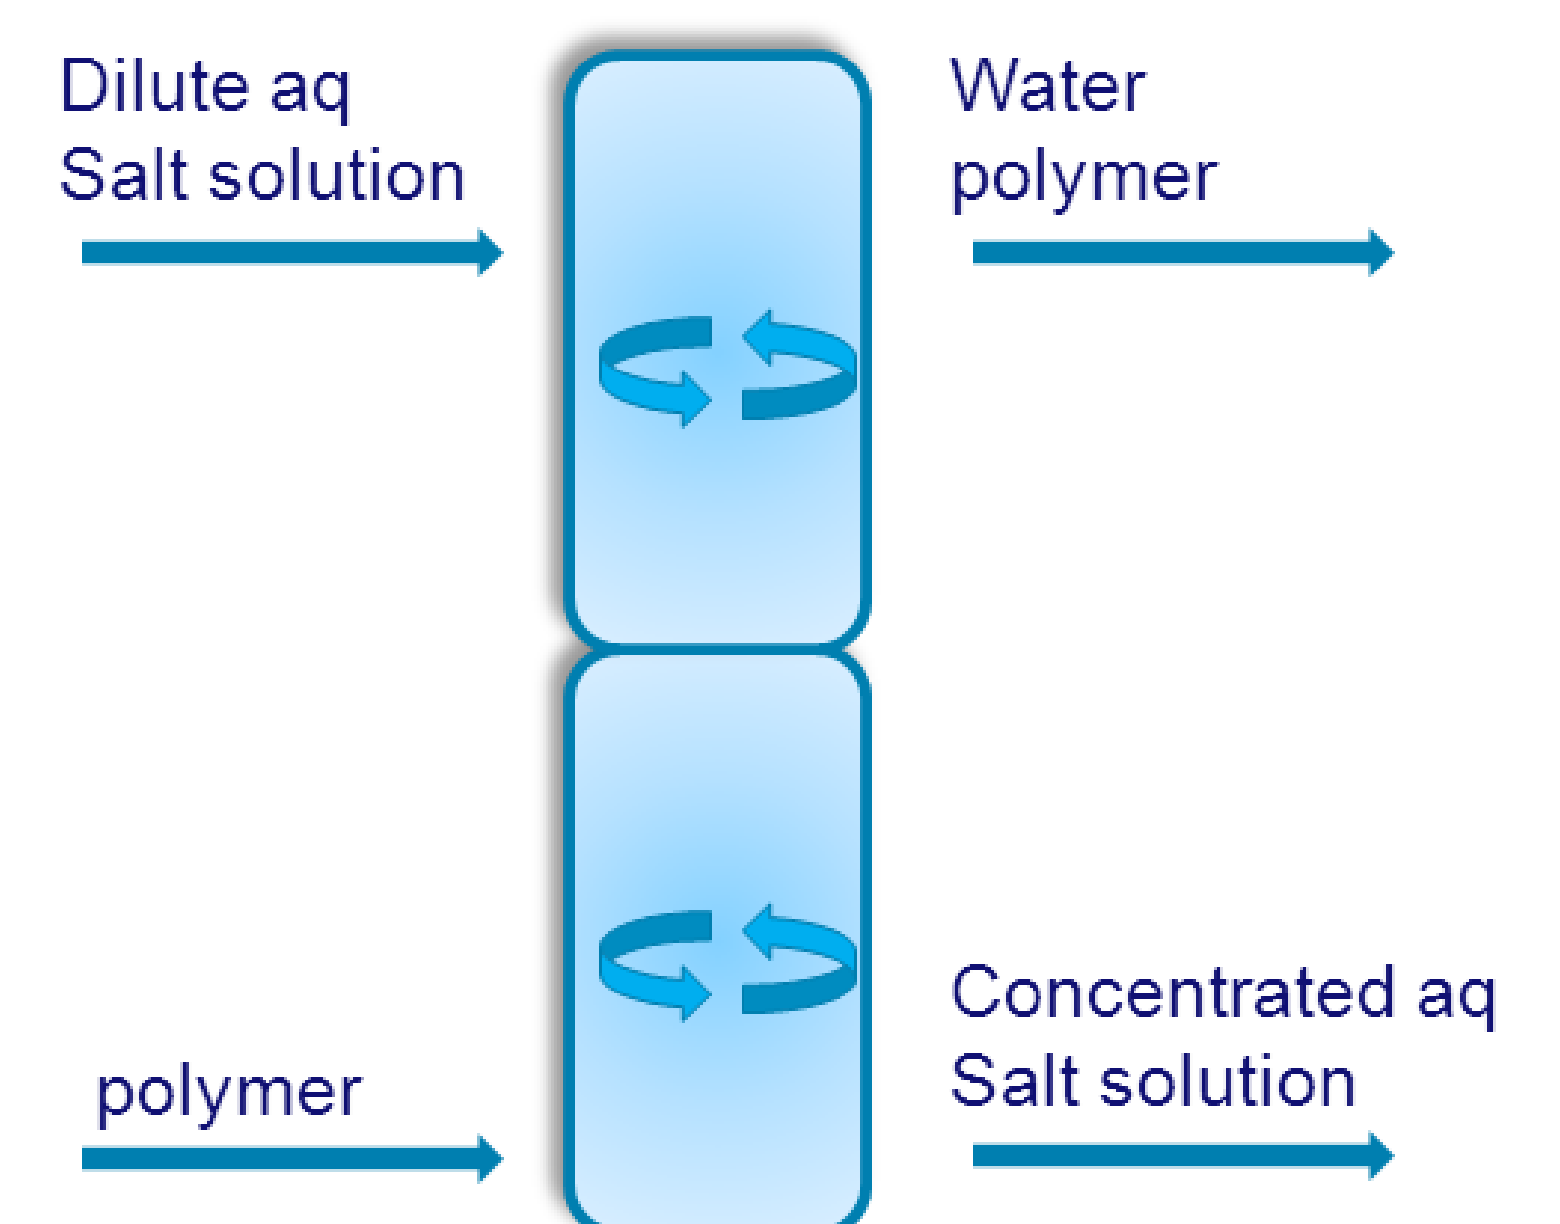 Dilute aq
Salt solution
Water
polymer
polymer
Concentrated aq
Salt solution